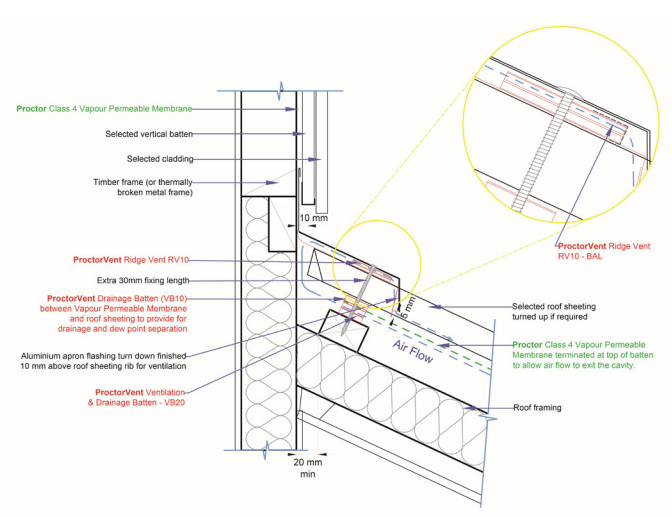 Proctor Class 4 Vapour Permeable Membrane
Selected vertical batten
Selected cladding
Timber frame (or thermally
broken metal frame)
10 mm
ProctorVent Ridge Vent RV10
Extra 30mm fixing length
ProctorVent Drainage Batten (VB10)
between Vapour Permeable Membrane
and roof sheeting to provide for
drainage and dew point separation
Aluminium apron flashing turn down finished
10 mm above roof sheeting rib for ventilation
ProctorVent Ventilation
& Drainage Batten - VB20
20 mm
min
5 mm
Air Flow
ProctorVent Ridge Vent
RV10 - BAL
Selected roof sheeting
turned up if required
Proctor Class 4 Vapour Permeable
Membrane terminated at top of batten
to allow air flow to exit the cavity.
Roof framing